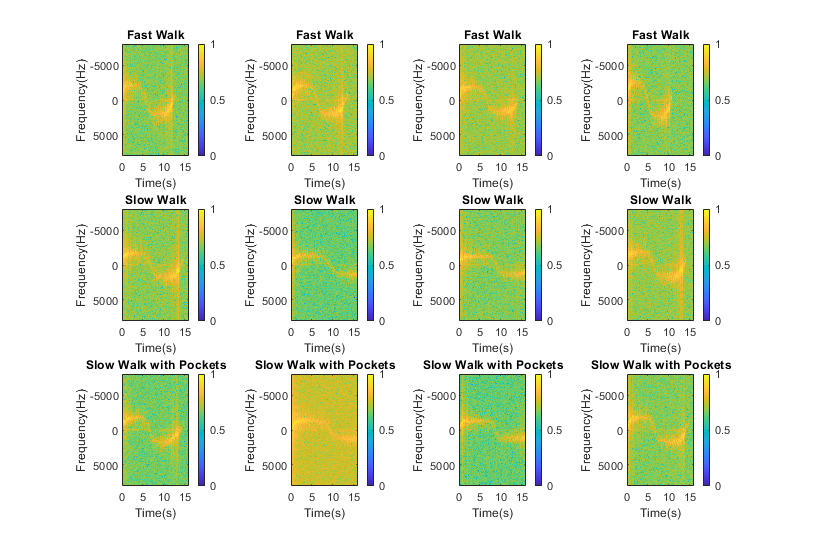 Fast Walk Fast Walk Fast Walk Fast Walk
Frequency(Hz) -5000 0 5000 1 0.5 0 Frequency(Hz) -5000 0 5000 1 0.5 0 Frequency(Hz) -5000 0 5000 1 0.5 0 Frequency(Hz) -5000 0 5000 1 0.5 0
0 5 10 15 0 5 10 15 0 5 10 15 0 5 10 15
Time(s) Time(s) Time(s) Time(s)
Slow Walk Slow Walk Slow Walk Slow Walk
Frequency(Hz) -5000 0 5000 1 0.5 0 Frequency(Hz) -5000 0 5000 1 0.5 0 Frequency(Hz) -5000 0 5000 1 0.5 0 Frequency(Hz) -5000 0 5000 1 0.5 0
0 5 10 15 0 5 10 15 0 5 10 15 0 5 10 15
Time(s) Time(s) Time(s) Time(s)
Slow Walk with Pockets Slow Walk with Pockets Slow Walk with Pockets Slow Walk with Pockets
Frequency(Hz) -5000 0 5000 1 0.5 0 Frequency(Hz) -5000 0 5000 1 0.5 0 Frequency(Hz) -5000 0 5000 1 0.5 0 Frequency(Hz) -5000 0 5000 1 0.5 0
0 5 10 15 0 5 10 15 0 5 10 15 0 5 10 15
Time(s) Time(s) Time(s) Time(s)